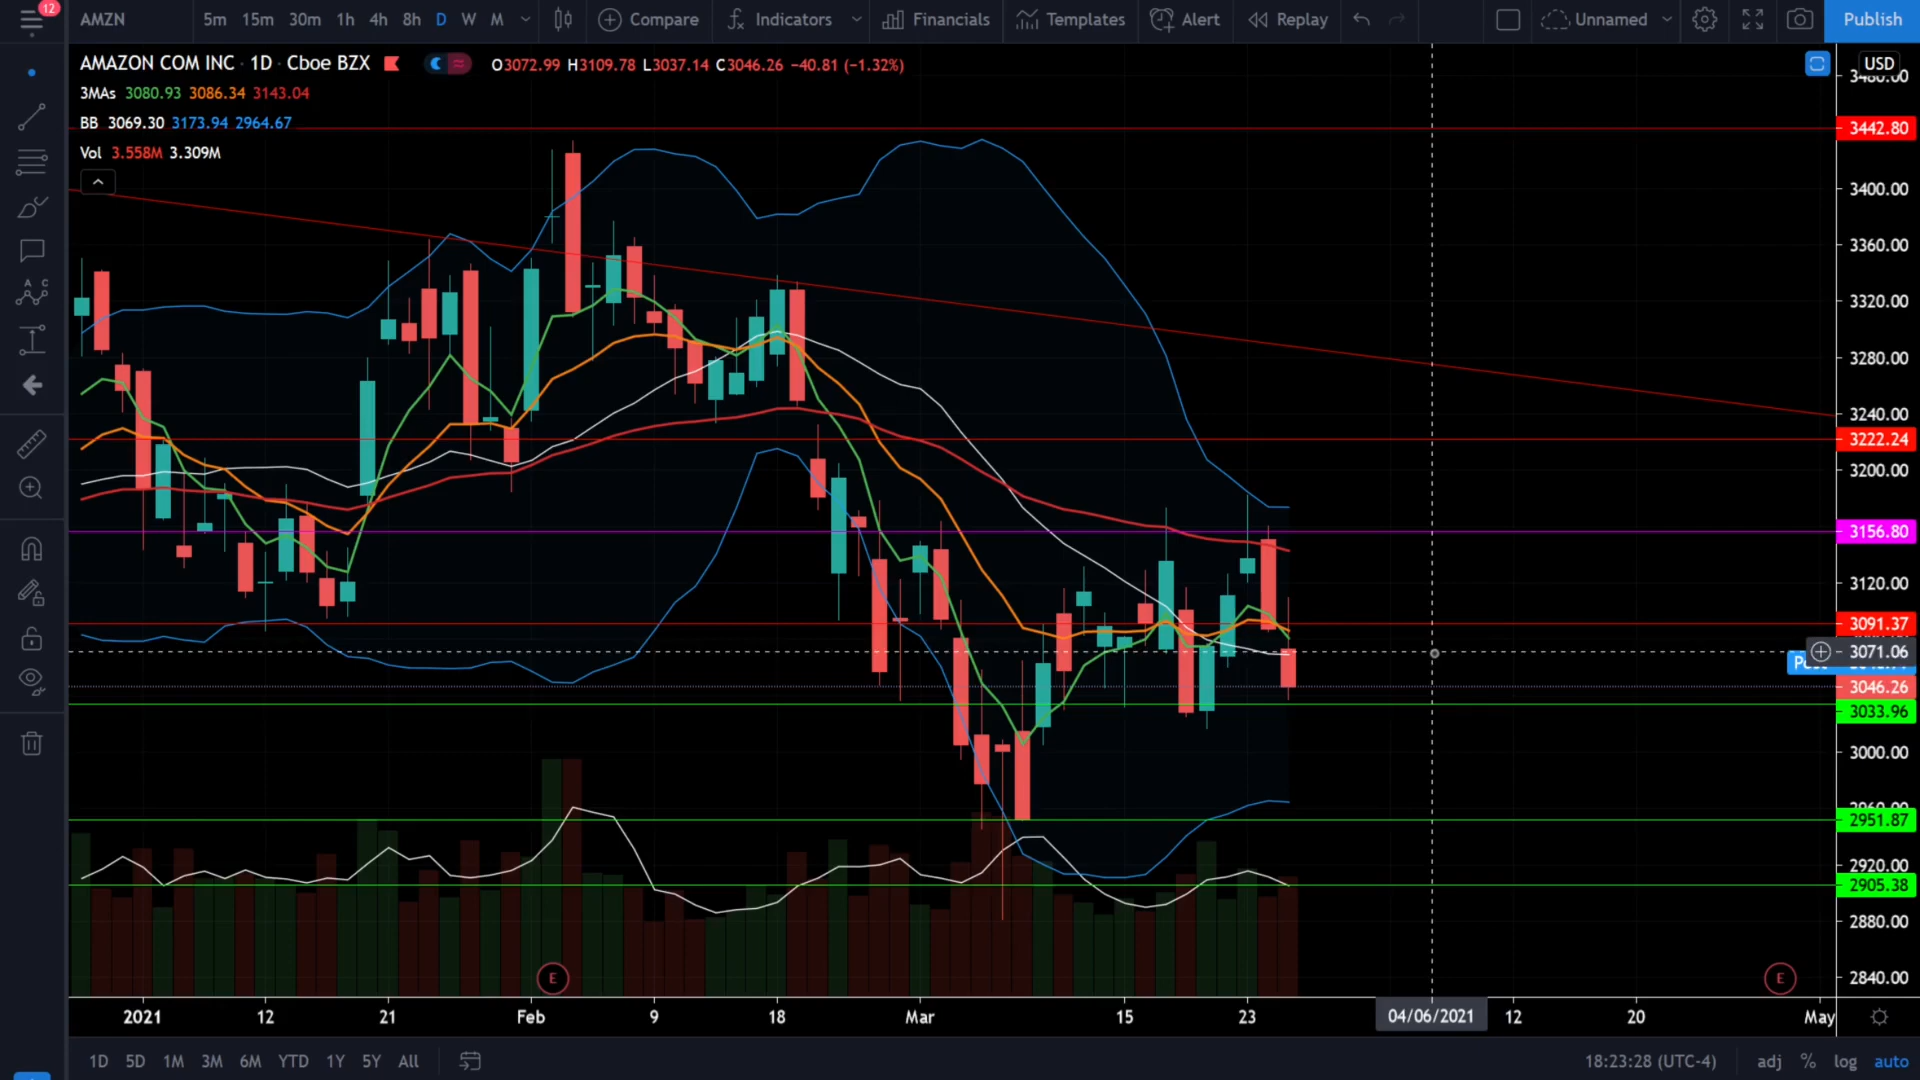 12
AMZN 5m 15m 30m 1h 4h 8h D W M Compare Indicators Financials Templates Alert Replay Unnamed Publish
AMAZON COM INC · 1D · Cboe BZX O3072.99 H3109.78 L3037.14 C3046.26 −40.81 (−1.32%)
USD
3MAs 3080.93 3086.34 3143.04
BB 3069.30 3173.94 2964.67
Vol 3.558M 3.309M
3442.80
3400.00
3360.00
3320.00
3280.00
3240.00
3222.24
3200.00
3156.80
3120.00
3091.37
3071.06
3046.26
3033.96
3000.00
2951.87
2920.00
2905.38
2880.00
2840.00
E E
2021 12 21 Feb 9 18 Mar 15 23 04/06/2021 12 20 May
1D 5D 1M 3M 6M YTD 1Y 5Y All 18:23:28 (UTC-4) adj % log auto